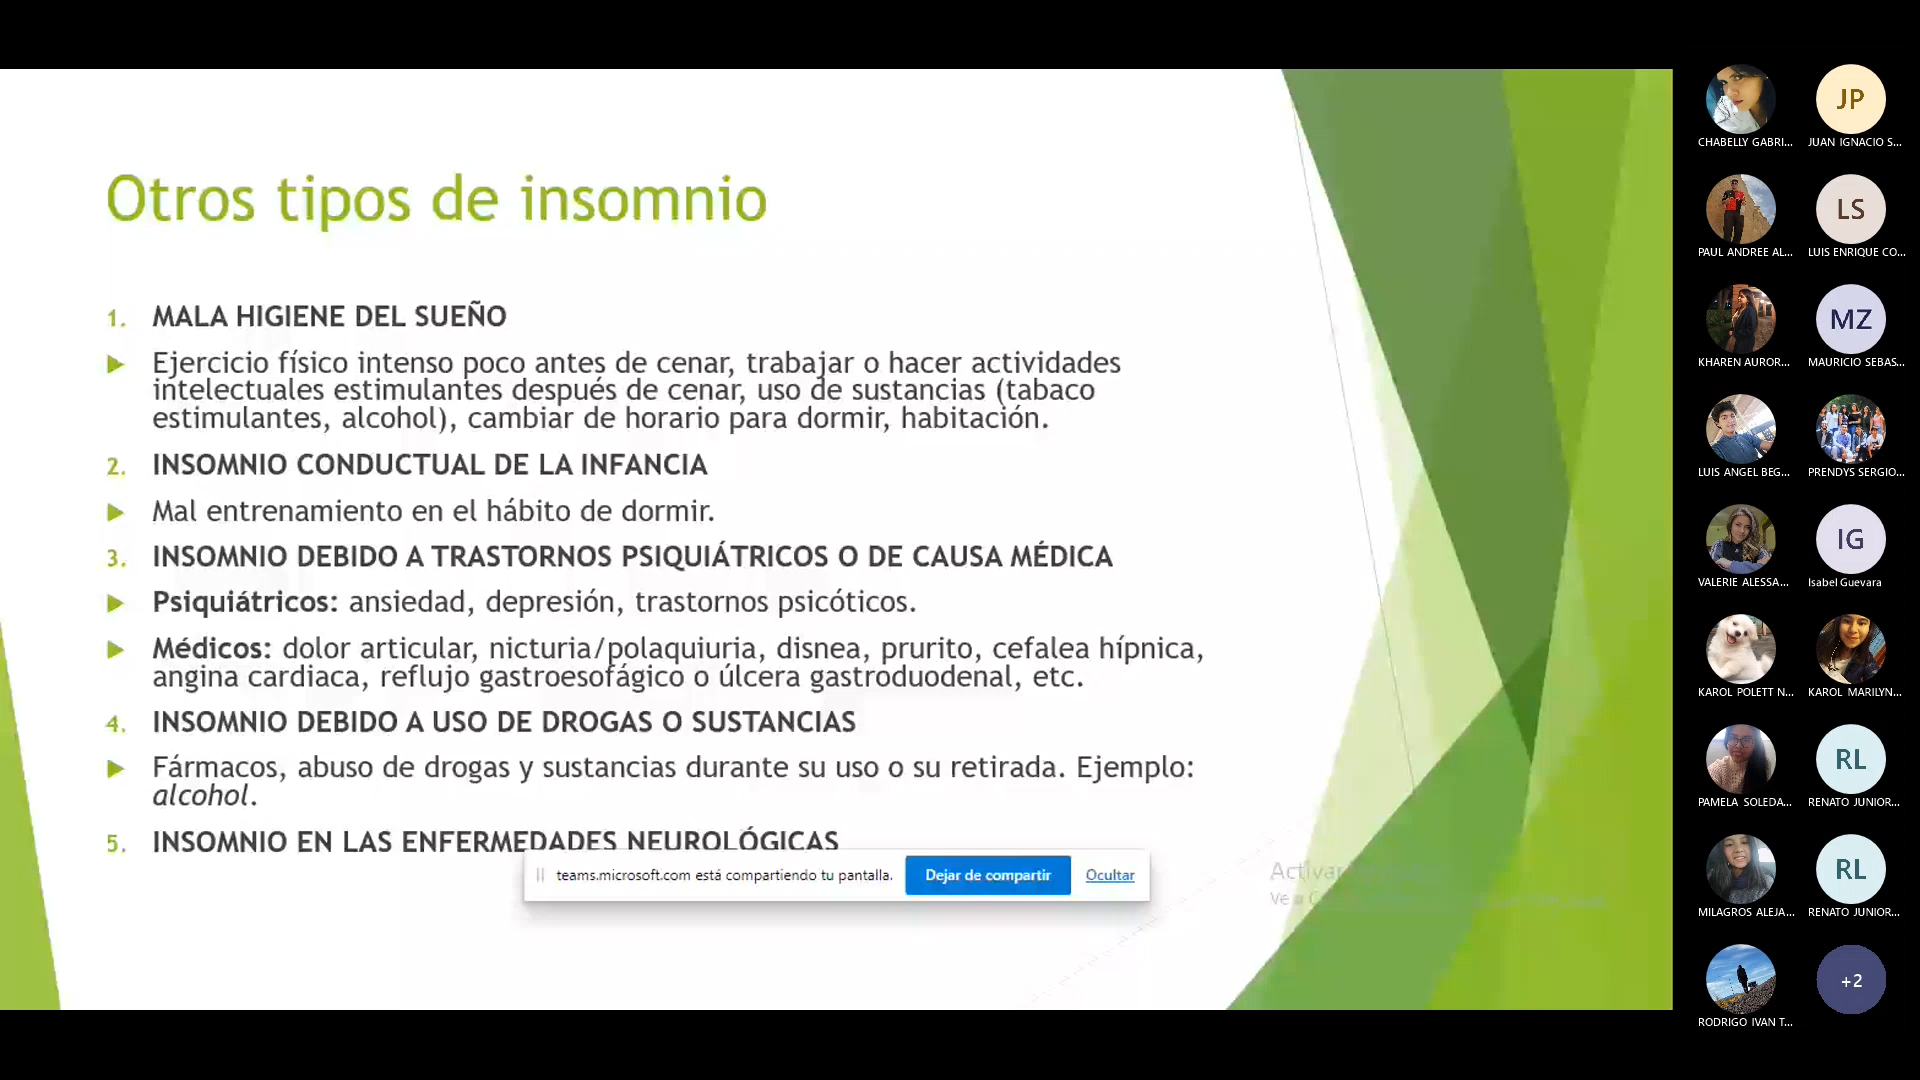 Otros tipos de insomnio
1. MALA HIGIENE DEL SUEÑO
Ejercicio físico intenso poco antes de cenar, trabajar o hacer actividades
intelectuales estimulantes después de cenar, uso de sustancias (tabaco
estimulantes, alcohol), cambiar de horario para dormir, habitación.
2. INSOMNIO CONDUCTUAL DE LA INFANCIA
Mal entrenamiento en el hábito de dormir.
3. INSOMNIO DEBIDO A TRASTORNOS PSIQUIÁTRICOS O DE CAUSA MÉDICA
Psiquiátricos: ansiedad, depresión, trastornos psicóticos.
Médicos: dolor articular, nicturia/polaquiuria, disnea, prurito, cefalea hípnica,
angina cardiaca, reflujo gastroesofágico o úlcera gastroduodenal, etc.
4. INSOMNIO DEBIDO A USO DE DROGAS O SUSTANCIAS
Fármacos, abuso de drogas y sustancias durante su uso o su retirada. Ejemplo:
alcohol.
5. INSOMNIO EN LAS ENFERMEDADES NEUROLÓGICAS
teams.microsoft.com está compartiendo tu pantalla. Dejar de compartir Ocultar
CHABELLY GABRI...
JP
JUAN IGNACIO S...
PAUL ANDREE AL...
LS
LUIS ENRIQUE CO...
KHAREN AUROR...
MZ
MAURICIO SEBAS...
LUIS ANGEL BEG...
PRENDYS SERGIO...
VALERIE ALESSA...
IG
Isabel Guevara
KAROL POLETT N...
KAROL MARILYN...
PAMELA SOLEDA...
RL
RENATO JUNIOR...
MILAGROS ALEJA...
RL
RENATO JUNIOR...
RODRIGO IVAN T...
+2